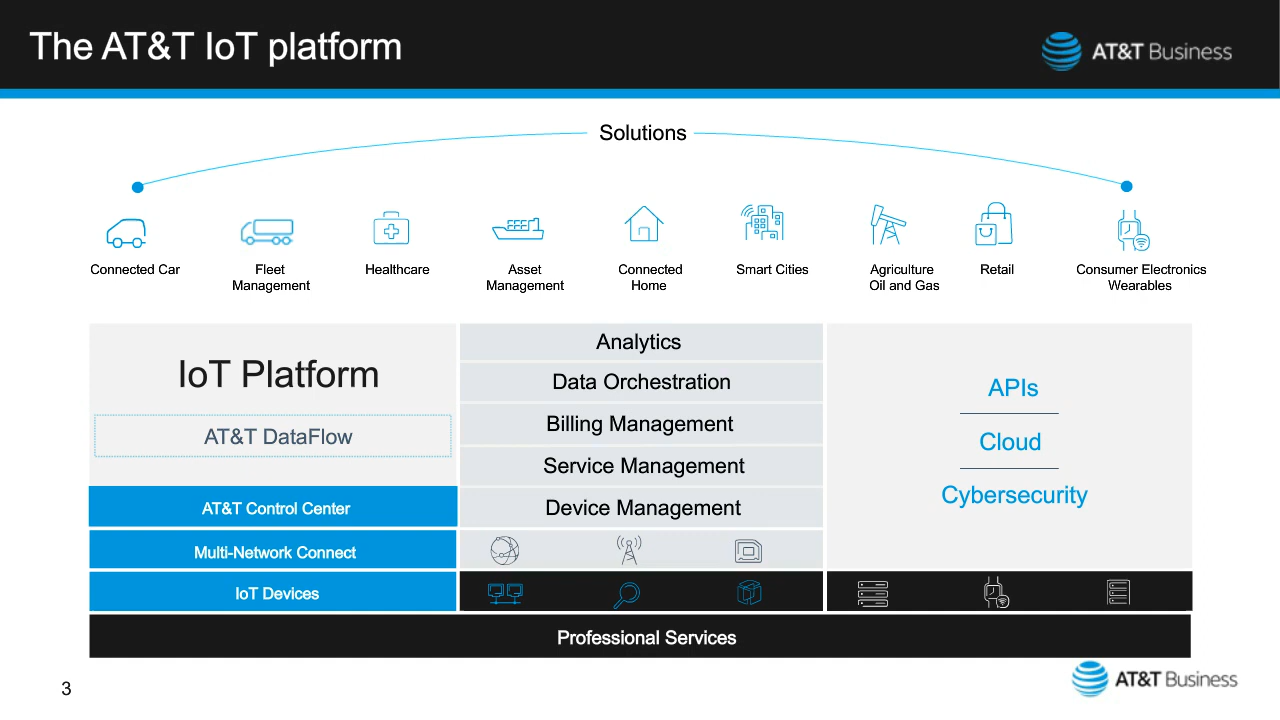 The AT&T IoT platform
AT&T Business
Solutions
Connected Car
Fleet
Management
Healthcare
Asset
Management
Connected
Home
Smart Cities
Agriculture
Oil and Gas
Retail
Consumer Electronics
Wearables
IoT Platform
AT&T DataFlow
AT&T Control Center
Multi-Network Connect
IoT Devices
Analytics
Data Orchestration
Billing Management
Service Management
Device Management
APIs
Cloud
Cybersecurity
Professional Services
3
AT&T Business